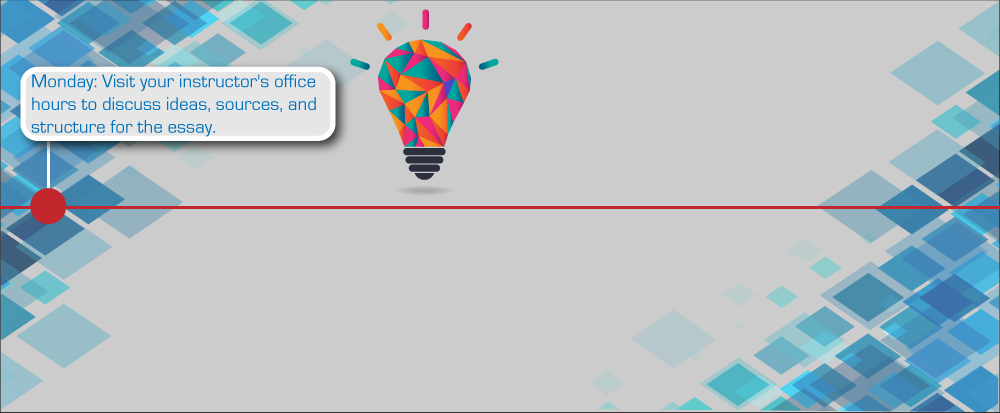 Monday: Visit your instructor's office
hours to discuss ideas, sources, and
structure for the essay.